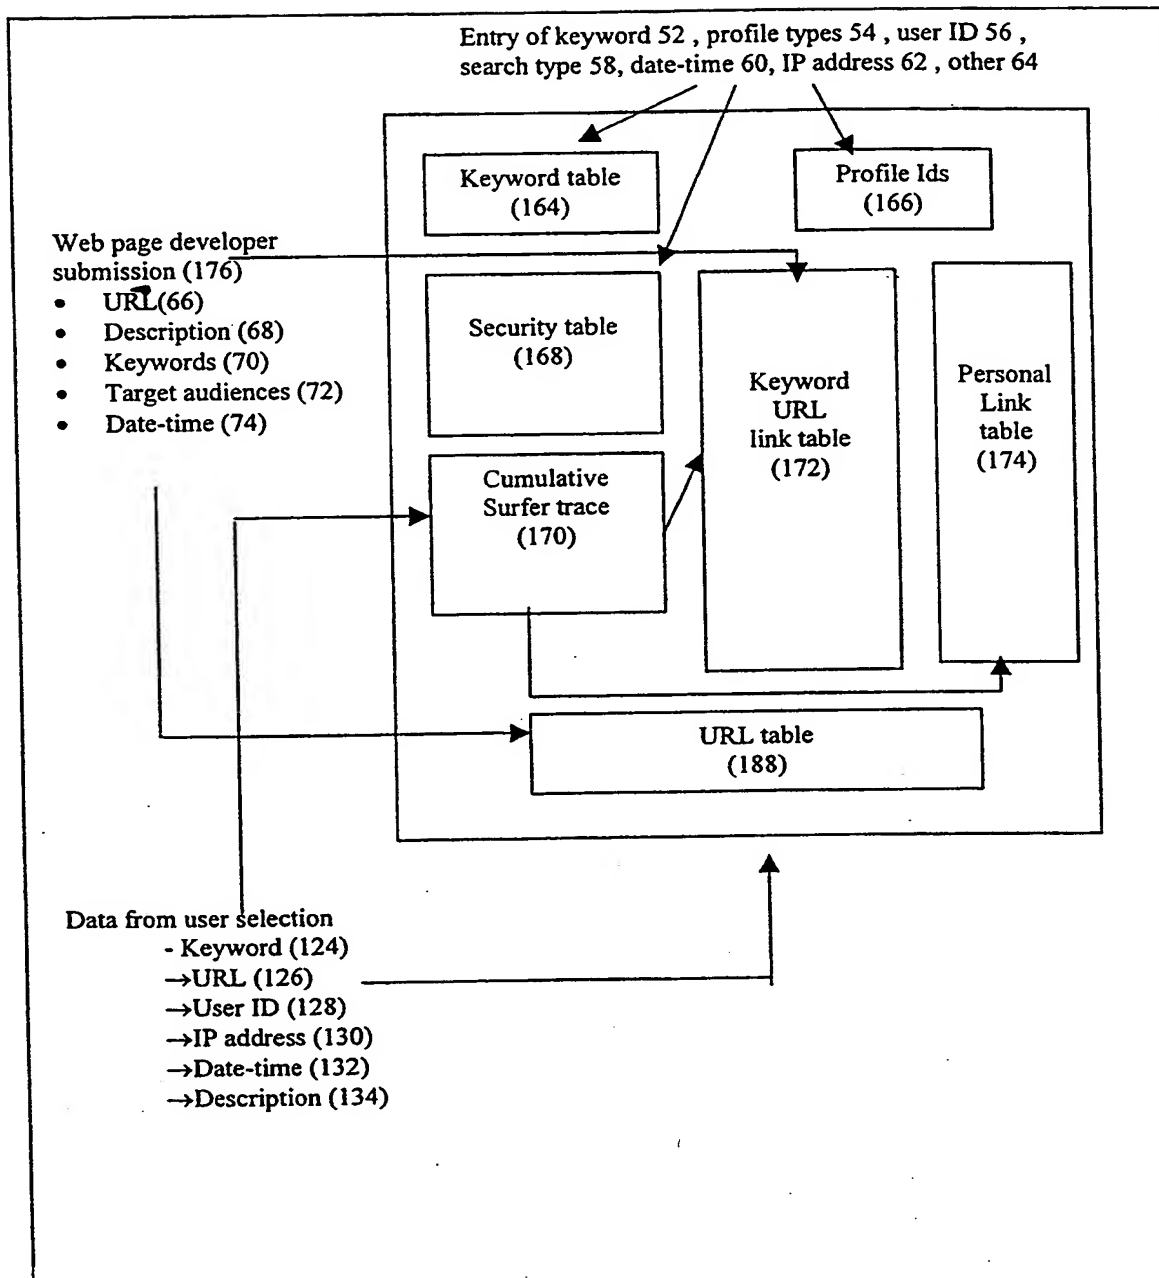 Entry of keyword 52 , profile types 54 , user ID 56 ,
search type 58, date-time 60, IP address 62 , other 64
Keyword table
(164)
Profile Ids
(166)
Web page developer
submission (176)
• URL(66)
• Description (68)
• Keywords (70)
• Target audiences (72)
• Date-time (74)
Security table
(168)
Keyword
URL
link table
(172)
Personal
Link
table
(174)
Cumulative
Surfer trace
(170)
URL table
(188)
Data from user selection
- Keyword (124)
→URL (126)
→User ID (128)
→IP address (130)
→Date-time (132)
→Description (134)